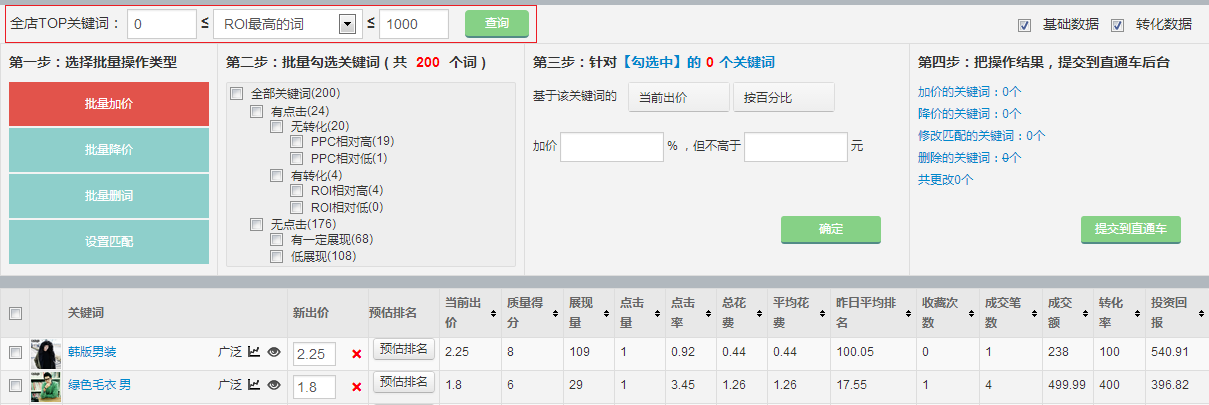 全店TOP关键词： 0 ≤ ROI最高的词 ≤ 1000 查询 基础数据 转化数据
第一步：选择批量操作类型
批量加价
批量降价
批量删词
设置匹配
第二步：批量勾选关键词 ( 共 200 个词 )
全部关键词(200)
有点击(24)
无转化(20)
PPC相对高(19)
PPC相对低(1)
有转化(4)
ROI相对高(4)
ROI相对低(0)
无点击(176)
有一定展现(68)
低展现(108)
第三步：针对【勾选中】的 0 个关键词
基于该关键词的 当前出价 按百分比
加价 % ，但不高于 元
确定
第四步：把操作结果，提交到直通车后台
加价的关键词：0个
降价的关键词：0个
修改匹配的关键词：0个
删除的关键词：0个
共更改0个
提交到直通车
关键词 新出价 预估排名 当前出价 质量得分 展现量 点击量 点击率 总花费 平均花费 昨日平均排名 收藏次数 成交笔数 成交额 转化率 投资回报
韩版男装 广泛 2.25 预估排名 2.25 8 109 1 0.92 0.44 0.44 100.05 0 1 238 100 540.91
绿色毛衣 男 广泛 1.8 预估排名 1.8 6 29 1 3.45 1.26 1.26 17.55 1 4 499.99 400 396.82